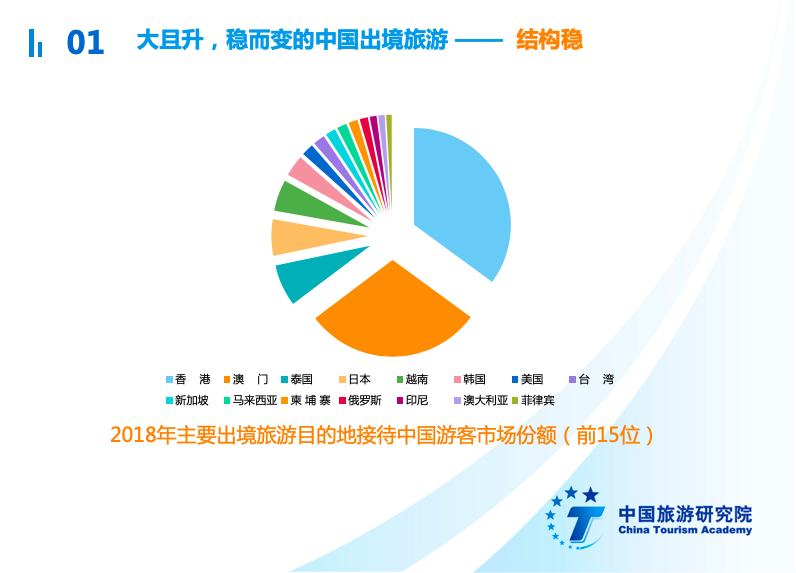 01 大且升，稳而变的中国出境旅游 —— 结构稳
香 港 澳 门 泰国 日本 越南 韩国 美国 台 湾
新加坡 马来西亚 柬 埔 寨 俄罗斯 印尼 澳大利亚 菲律宾
2018年主要出境旅游目的地接待中国游客市场份额（前15位）
中国旅游研究院
China Tourism Academy